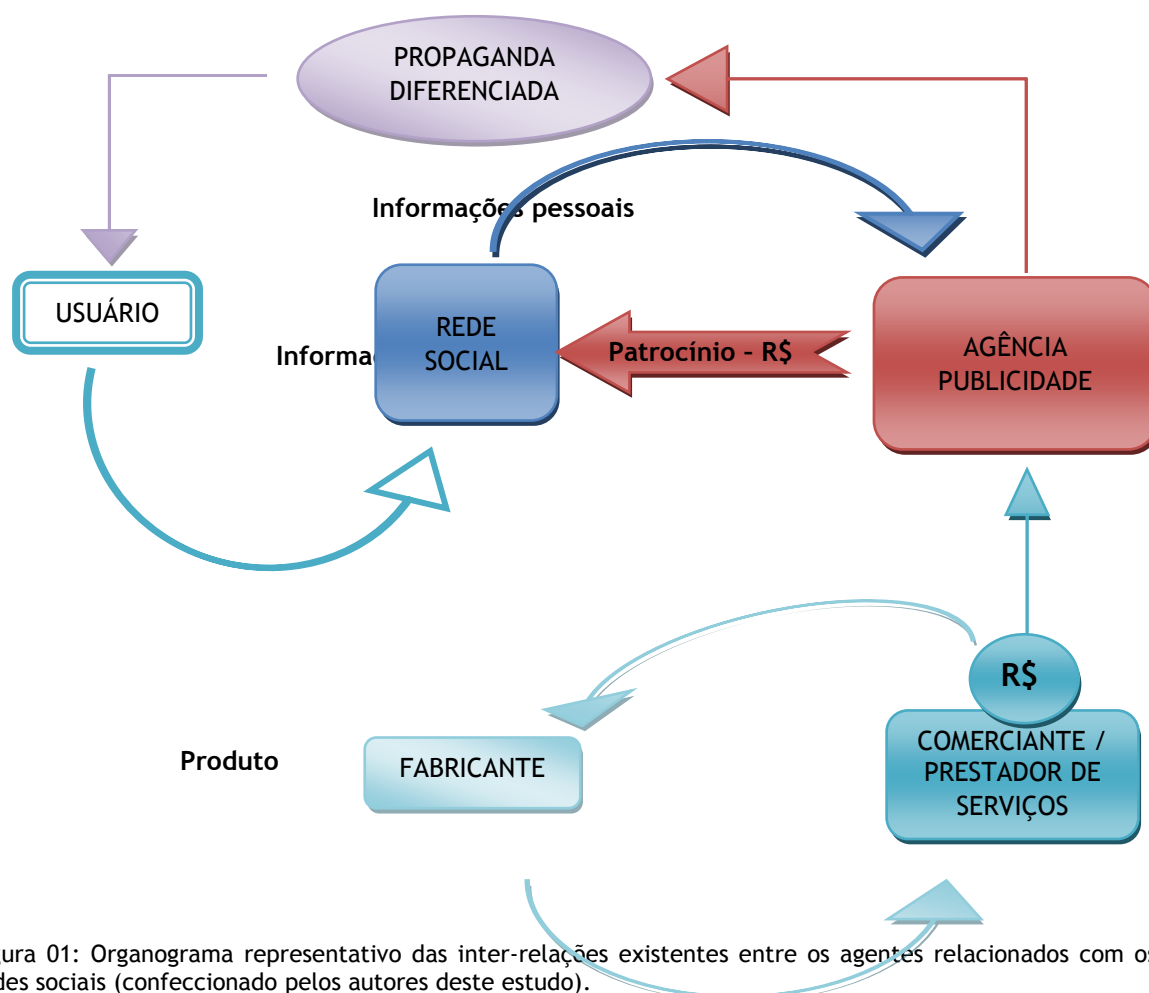 PROPAGANDA
DIFERENCIADA
Informações pessoais
USUÁRIO
REDE
SOCIAL
Patrocínio - R$
AGÊNCIA
PUBLICIDADE
R$
Produto
FABRICANTE
COMERCIANTE /
PRESTADOR DE
SERVIÇOS
gura 01: Organograma representativo das inter-relações existentes entre os agentes relacionados com os
des sociais (confeccionado pelos autores deste estudo).